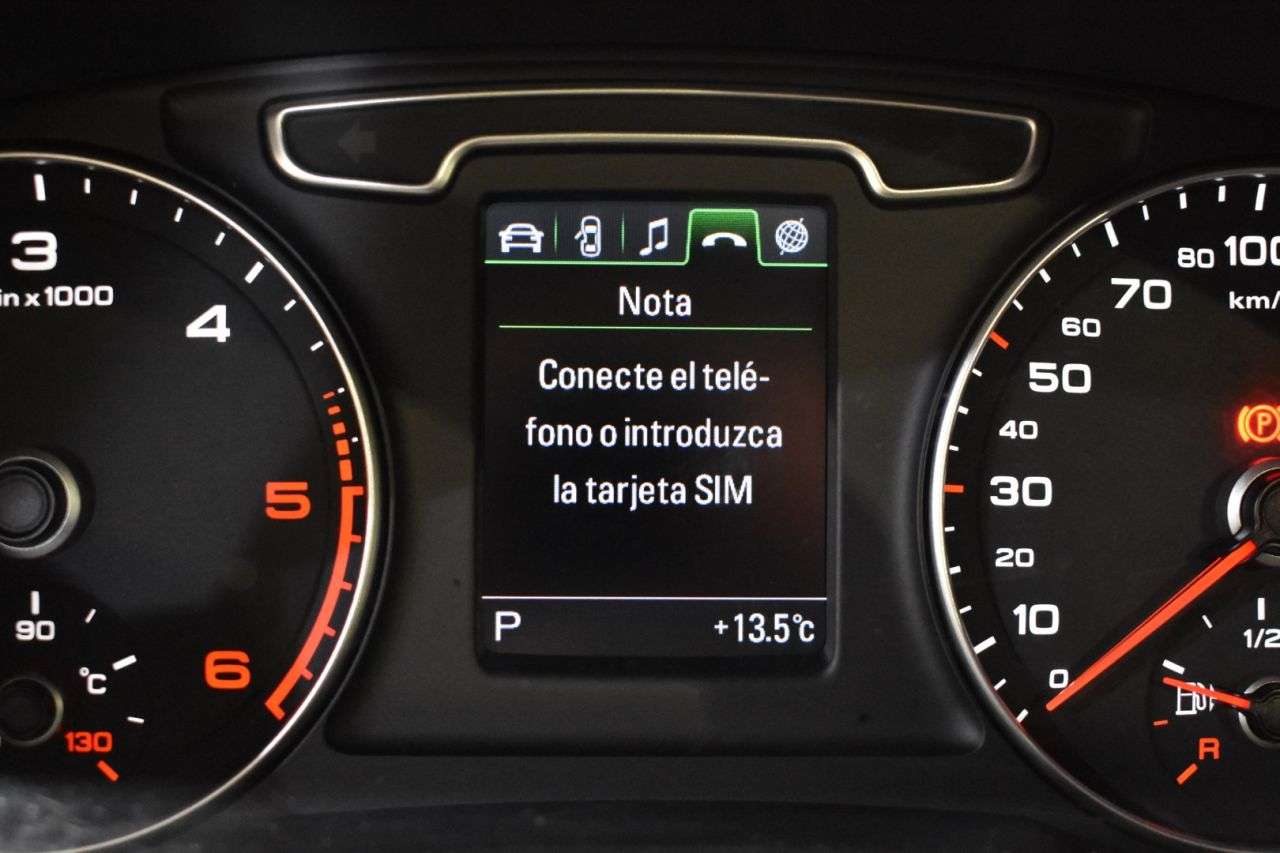 Nota
Conecte el telé-
fono o introduzca
la tarjeta SIM
P
+13.5°C
3
in x 1000
4
5
6
90
°C
130
100
80
km/
70
60
50
40
30
20
10
0
P
1/2
R